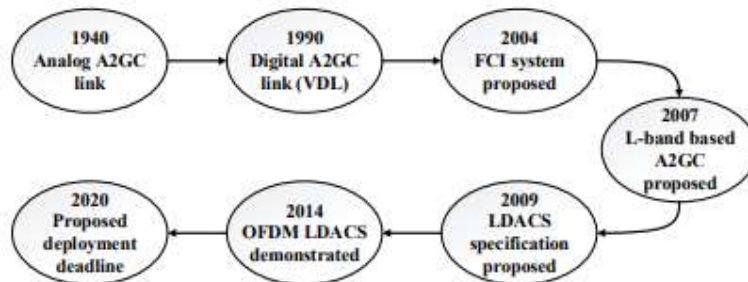 1940
Analog A2GC
link
1990
Digital A2GC
link (VDL)
2004
FCI system
proposed
2007
L-band based
A2GC
proposed
2009
LDACS
specification
proposed
2014
OFDM LDACS
demonstrated
2020
Proposed
deployment
deadline